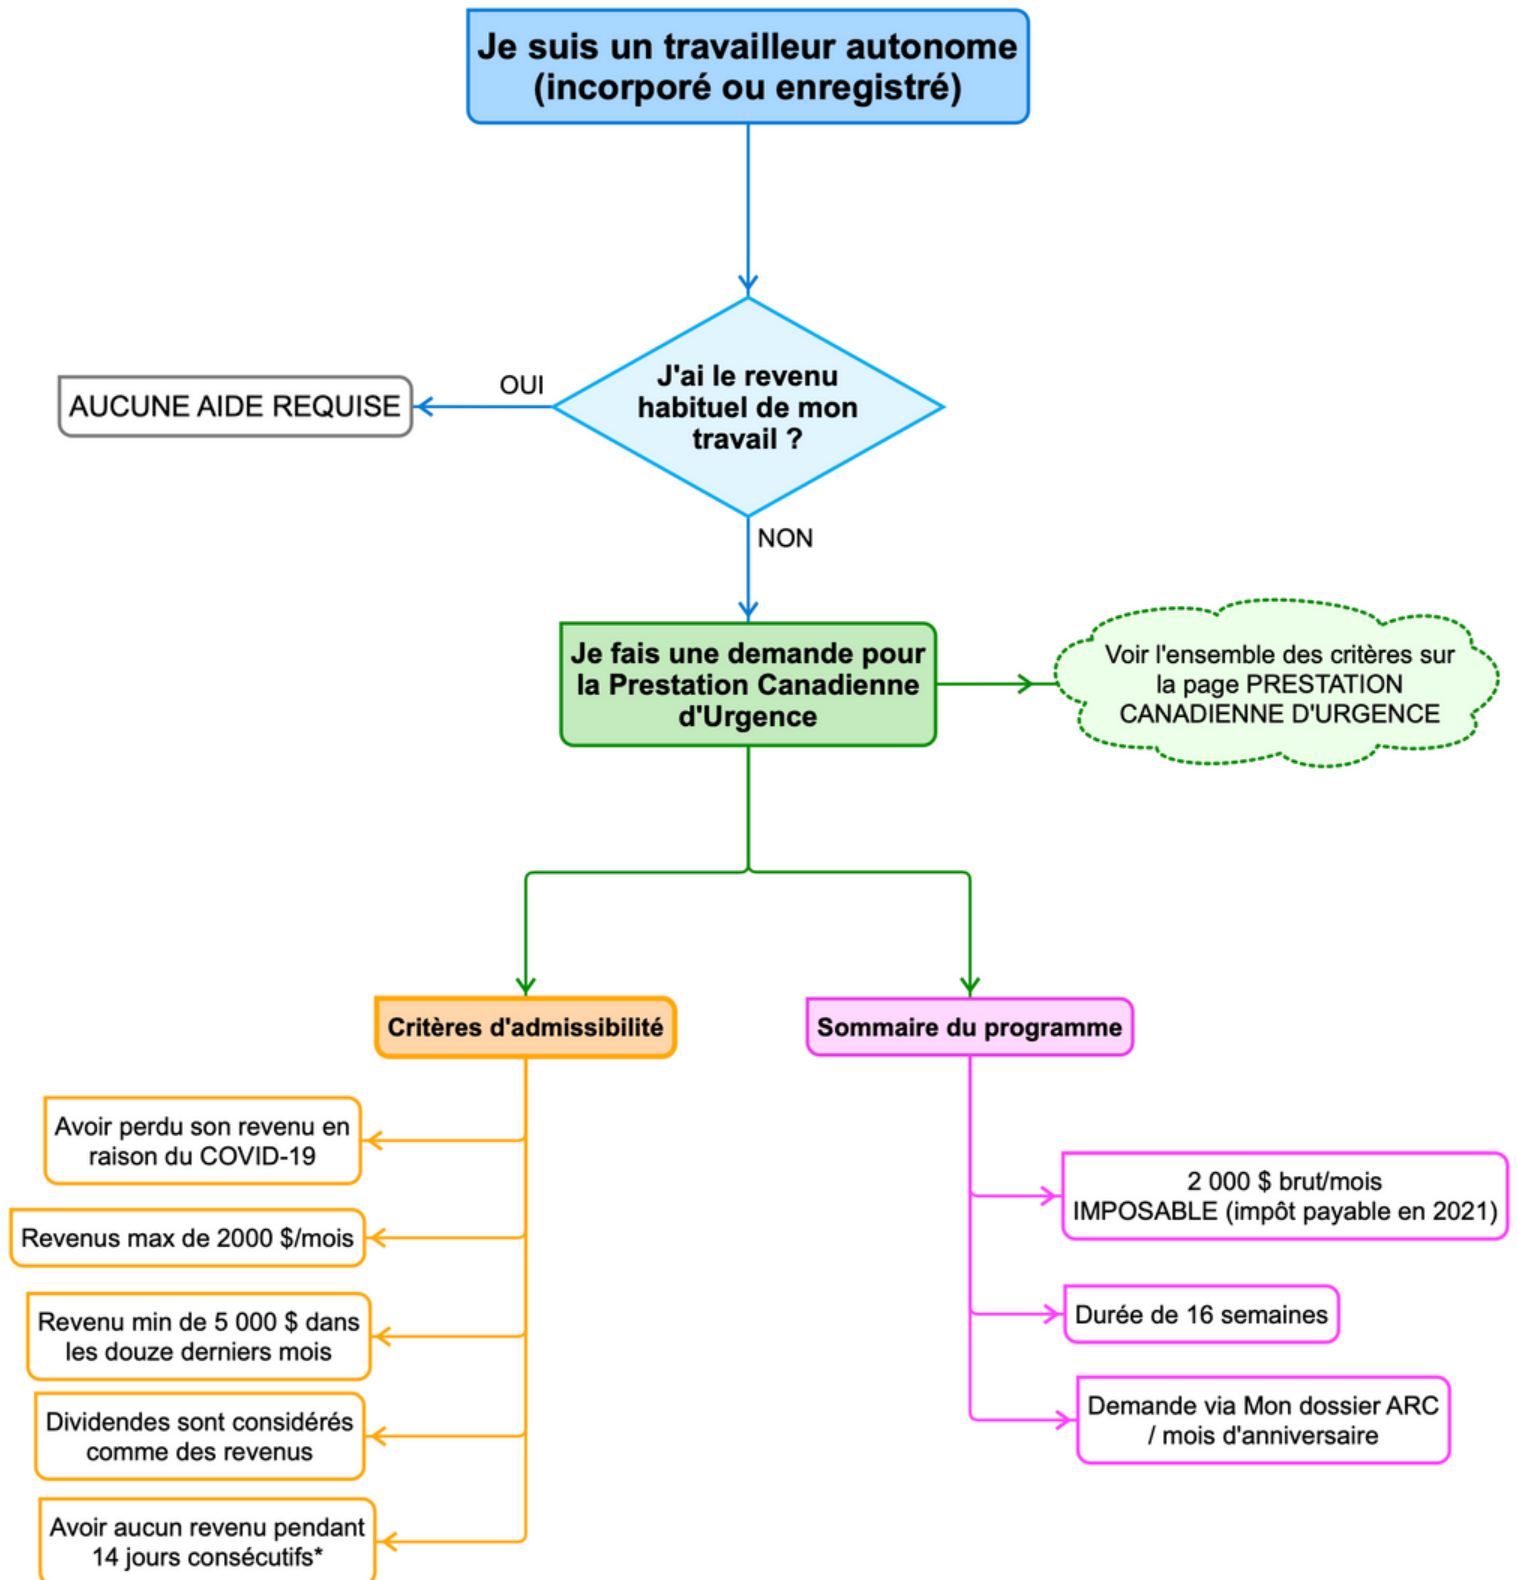 Je suis un travailleur autonome
(incorporé ou enregistré)
J'ai le revenu
habituel de mon
travail ?
OUI
AUCUNE AIDE REQUISE
NON
Je fais une demande pour
la Prestation Canadienne
d'Urgence
Voir l'ensemble des critères sur
la page PRESTATION
CANADIENNE D'URGENCE
Critères d'admissibilité
Avoir perdu son revenu en
raison du COVID-19
Revenus max de 2000 $/mois
Revenu min de 5 000 $ dans
les douze derniers mois
Dividendes sont considérés
comme des revenus
Avoir aucun revenu pendant
14 jours consécutifs*
Sommaire du programme
2 000 $ brut/mois
IMPOSABLE (impôt payable en 2021)
Durée de 16 semaines
Demande via Mon dossier ARC
/ mois d'anniversaire